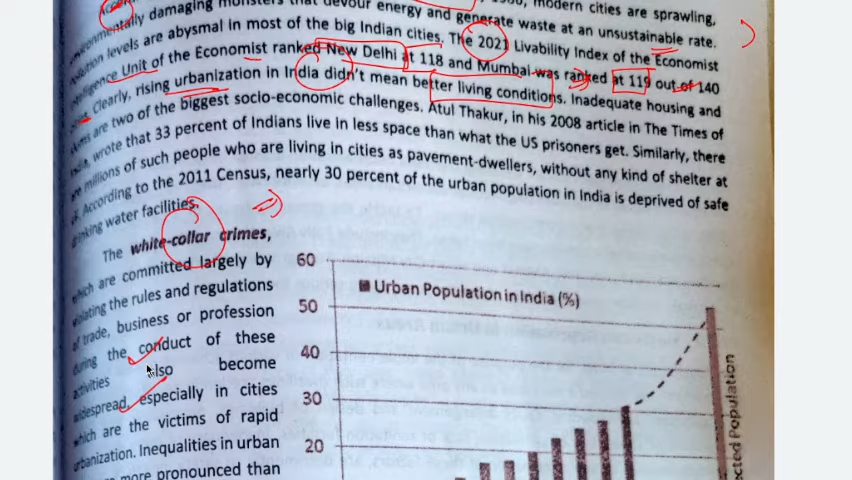 1980, modern cities are sprawling,
environmentally damaging monsters that devour energy and generate waste at an unsustainable rate.
levels are abysmal in most of the big Indian cities. The 2021 Livability Index of the Economist
Unit of the Economist ranked New Delhi at 118 and Mumbai was ranked at 119 out of 140
Clearly, rising urbanization in India didn't mean better living conditions. Inadequate housing and
are two of the biggest socio-economic challenges. Atul Thakur, in his 2008 article in The Times of
wrote that 33 percent of Indians live in less space than what the US prisoners get. Similarly, there
millions of such people who are living in cities as pavement-dwellers, without any kind of shelter at
According to the 2011 Census, nearly 30 percent of the urban population in India is deprived of safe
drinking water facilities.
The white-collar crimes,
which are committed largely by
violating the rules and regulations
of trade, business or profession
during the conduct of these
activities also become
widespread, especially in cities
which are the victims of rapid
urbanization. Inequalities in urban
more pronounced than
60
Urban Population in India (%)
50
40
30
20
Population